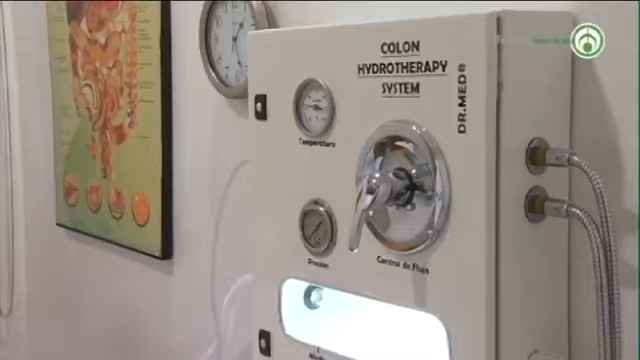 COLON
HYDROTHERAPY
SYSTEM
DR.MED®
Temperatura
Presión
Control de Flujo